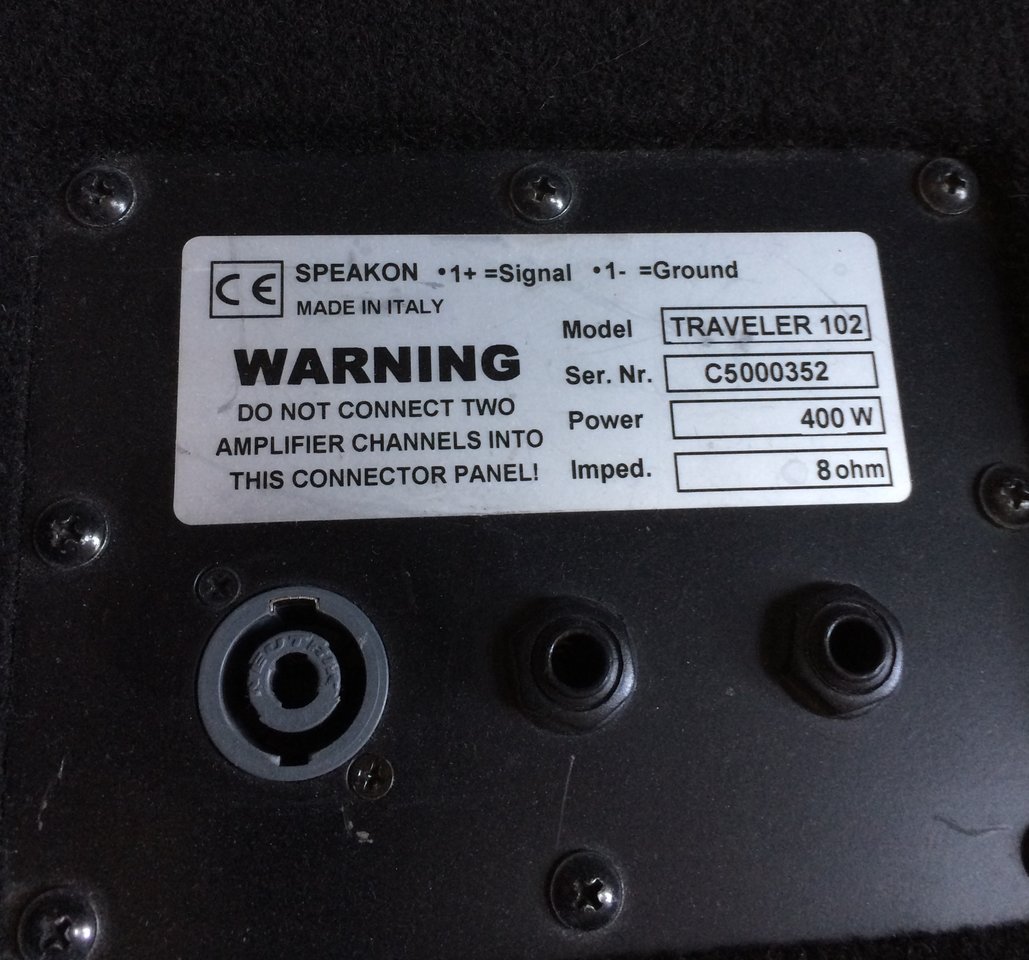 CE SPEAKON •1+ =Signal •1- =Ground
MADE IN ITALY
WARNING
DO NOT CONNECT TWO
AMPLIFIER CHANNELS INTO
THIS CONNECTOR PANEL!
Model TRAVELER 102
Ser. Nr. C5000352
Power 400 W
Imped. 8 ohm
NEUTRIK